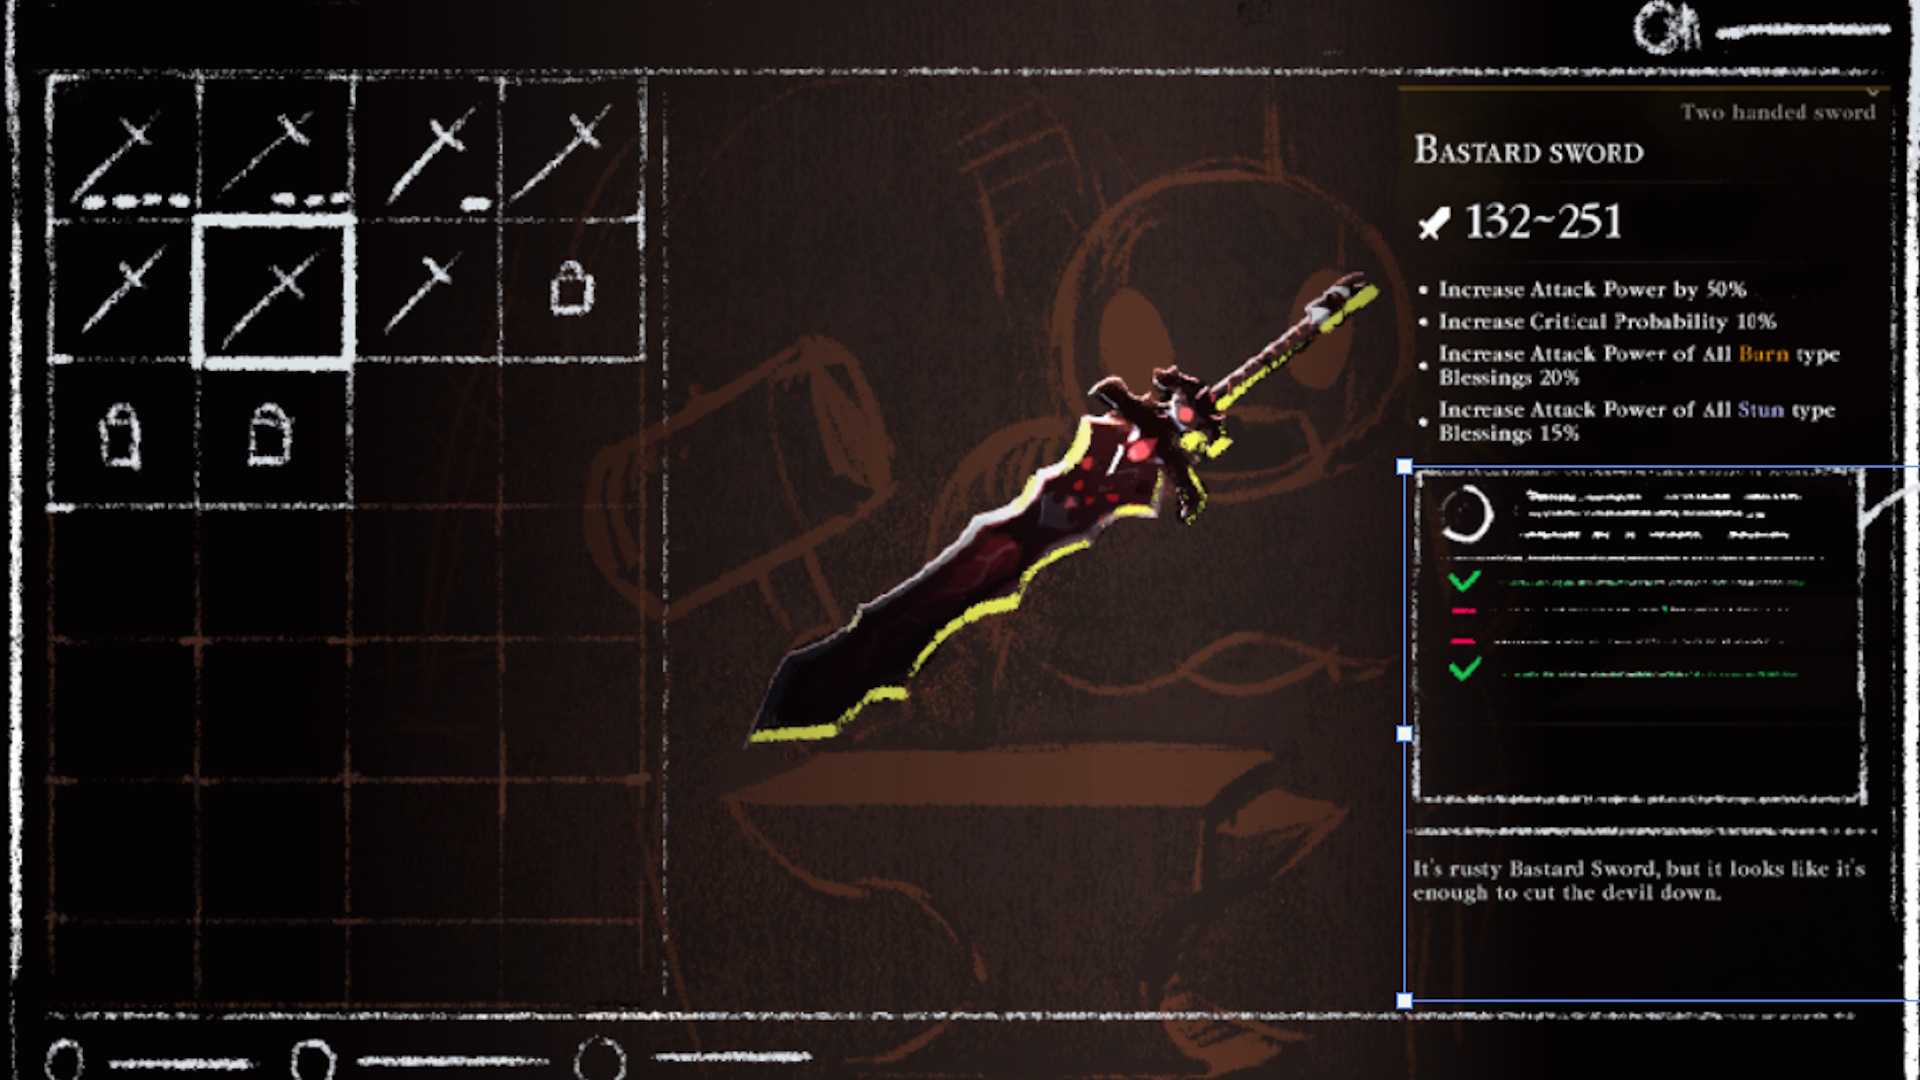 Two handed sword
Bastard sword
132~251
• Increase Attack Power by 50%
• Increase Critical Probability 10%
• Increase Attack Power of All Burn type
Blessings 20%
• Increase Attack Power of All Stun type
Blessings 15%
It's rusty Bastard Sword, but it looks like it's
enough to cut the devil down.